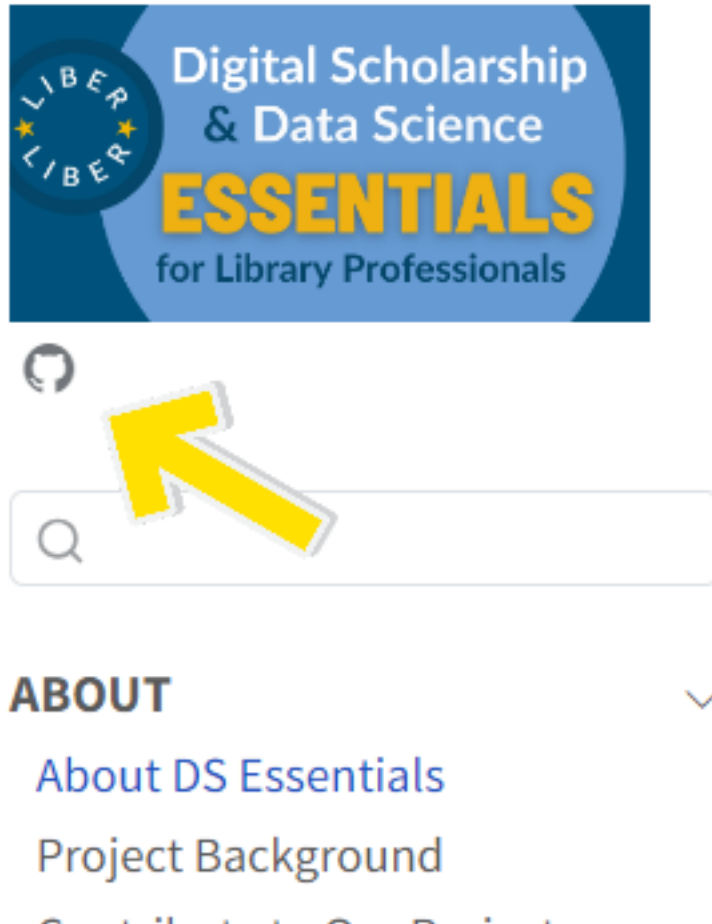 LIBER
LIBER
Digital Scholarship
& Data Science
ESSENTIALS
for Library Professionals
ABOUT
About DS Essentials
Project Background